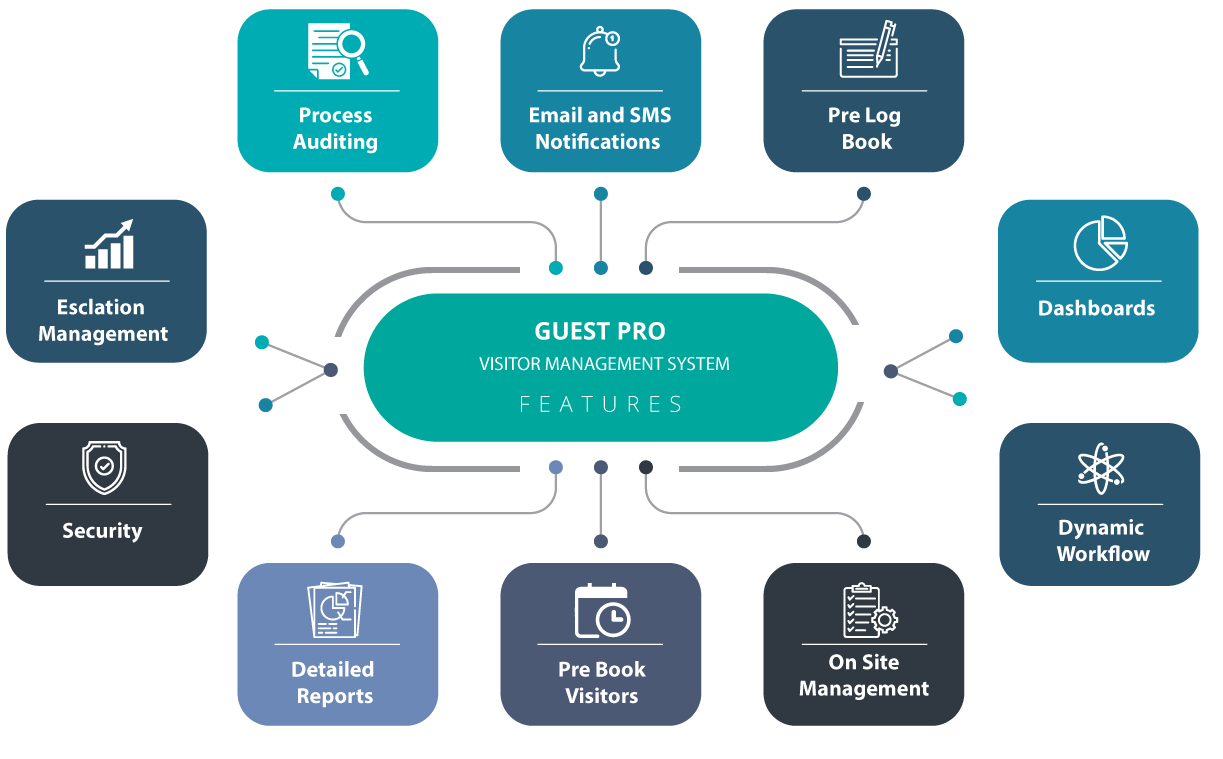 Process
Auditing
Email and SMS
Notifications
Pre Log
Book
Esclation
Management
Dashboards
GUEST PRO
VISITOR MANAGEMENT SYSTEM
FEATURES
Security
Dynamic
Workflow
Detailed
Reports
Pre Book
Visitors
On Site
Management